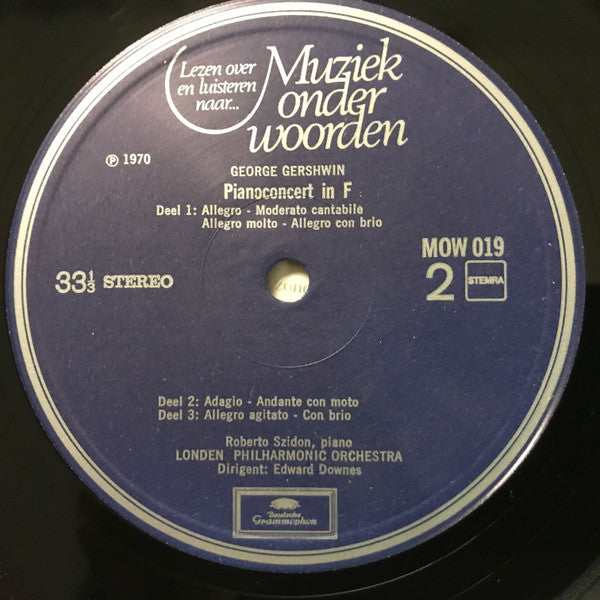 (Lezen over
en luisteren
naar...
Muziek
onder
woorden
℗ 1970
GEORGE GERSHWIN
Pianoconcert in F
Deel 1: Allegro - Moderato cantabile
Allegro molto - Allegro con brio
MOW 019
33⅓ STEREO
2 STEMRA
Deel 2: Adagio - Andante con moto
Deel 3: Allegro agitato - Con brio
Roberto Szidon, piano
LONDEN PHILHARMONIC ORCHESTRA
Dirigent: Edward Downes
Deutsche
Grammophon